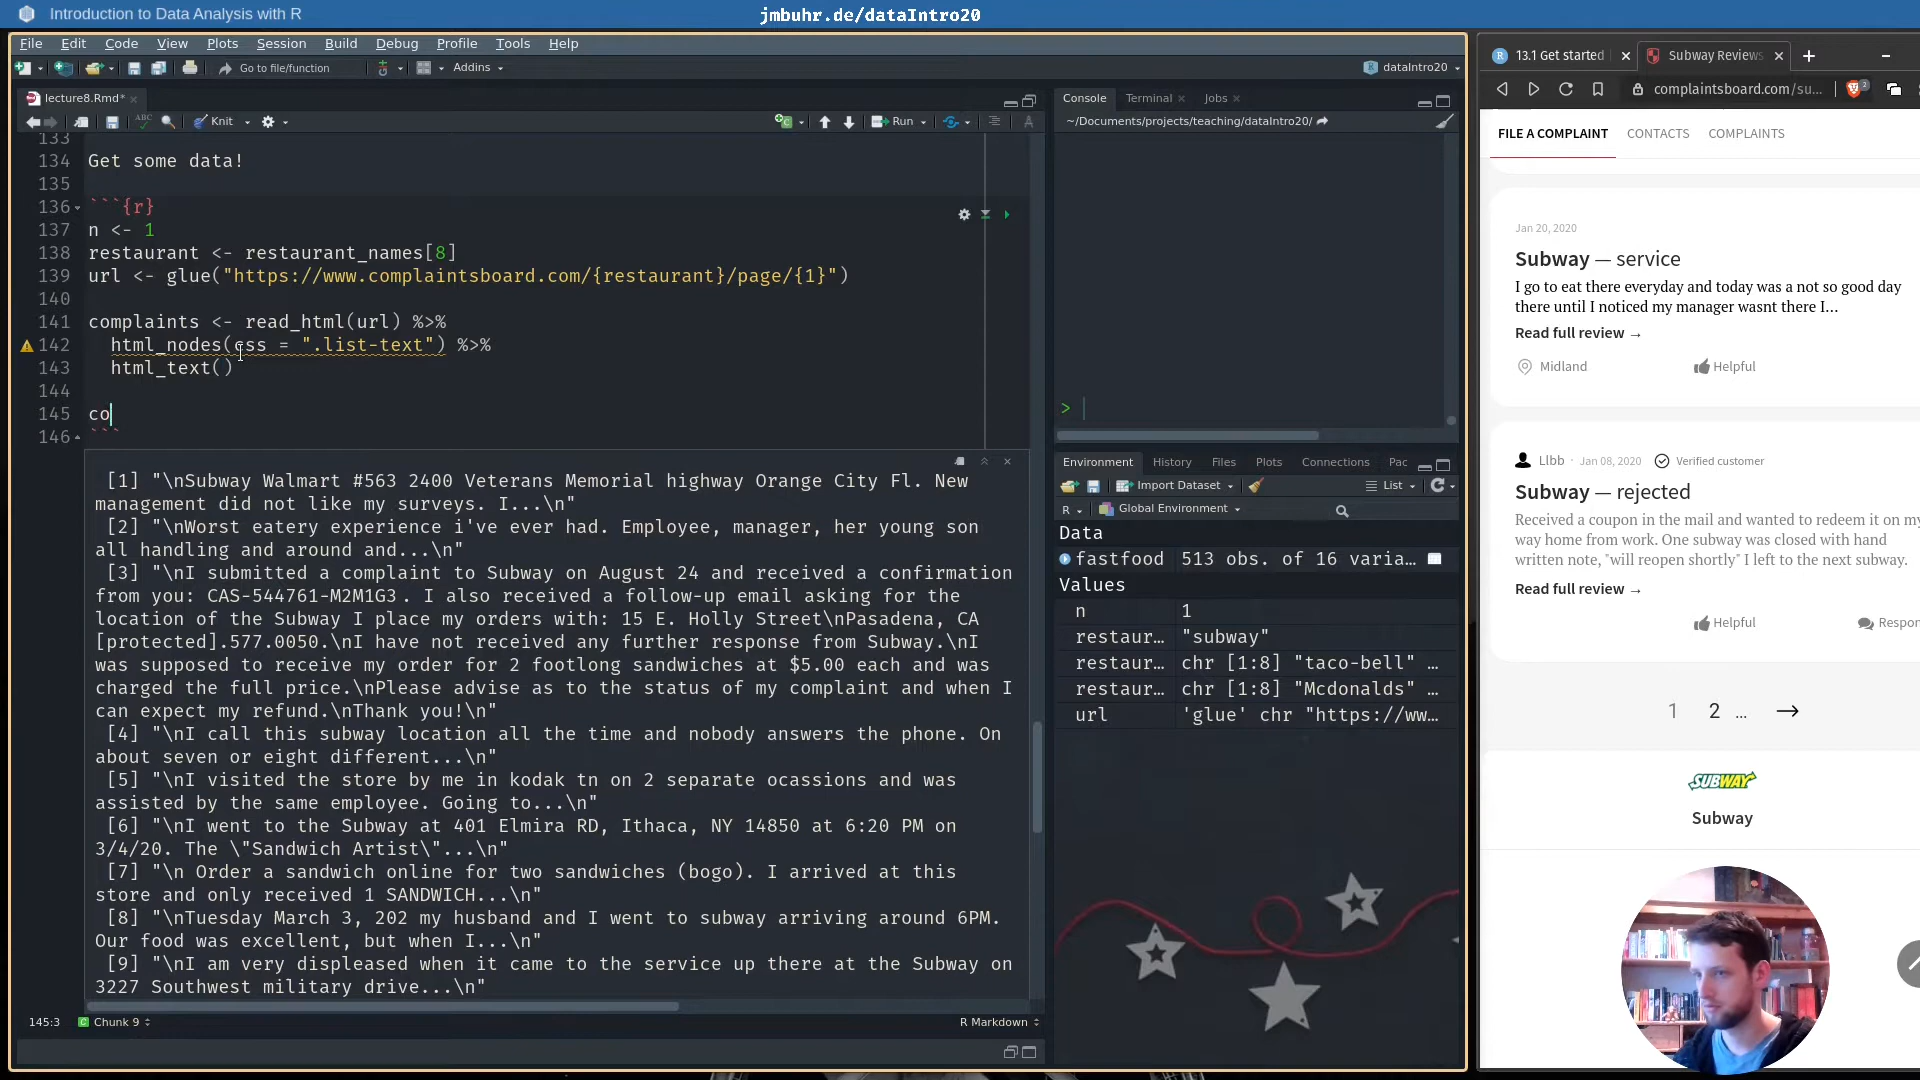 Introduction to Data Analysis with R
jmbuhr.de/dataIntro20
File Edit Code View Plots Session Build Debug Profile Tools Help
Go to file/function
Addins
dataIntro20
lecture8.Rmd*
ABC
Knit
Run
133
134 Get some data!
135
136 ```{r}
137 n <- 1
138 restaurant <- restaurant_names[8]
139 url <- glue("https://www.complaintsboard.com/{restaurant}/page/{1}")
140
141 complaints <- read_html(url) %>%
142 html_nodes(css = ".list-text") %>%
143 html_text()
144
145 co
146 ```
[1] "\nSubway Walmart #563 2400 Veterans Memorial highway Orange City Fl. New
management did not like my surveys. I...\n"
[2] "\nWorst eatery experience i've ever had. Employee, manager, her young son
all handling and around and...\n"
[3] "\nI submitted a complaint to Subway on August 24 and received a confirmation
from you: CAS-544761-M2M1G3 . I also received a follow-up email asking for the
location of the Subway I place my orders with: 15 E. Holly Street\nPasadena, CA
[protected].577.0050.\nI have not received any further response from Subway.\nI
was supposed to receive my order for 2 footlong sandwiches at $5.00 each and was
charged the full price.\nPlease advise as to the status of my complaint and when I
can expect my refund.\nThank you!\n"
[4] "\nI call this subway location all the time and nobody answers the phone. On
about seven or eight different...\n"
[5] "\nI visited the store by me in kodak tn on 2 separate ocassions and was
assisted by the same employee. Going to...\n"
[6] "\nI went to the Subway at 401 Elmira RD, Ithaca, NY 14850 at 6:20 PM on
3/4/20. The \"Sandwich Artist\"...\n"
[7] "\n Order a sandwich online for two sandwiches (bogo). I arrived at this
store and only received 1 SANDWICH...\n"
[8] "\nTuesday March 3, 202 my husband and I went to subway arriving around 6PM.
Our food was excellent, but when I...\n"
[9] "\nI am very displeased when it came to the service up there at the Subway on
3227 Southwest military drive...\n"
145:3 Chunk 9
R Markdown
Console Terminal Jobs
~/Documents/projects/teaching/dataIntro20/
>
Environment History Files Plots Connections Pac
Import Dataset
List
R Global Environment
Data
fastfood 513 obs. of 16 varia…
Values
n 1
restaur… "subway"
restaur… chr [1:8] "taco-bell" …
restaur… chr [1:8] "Mcdonalds" …
url 'glue' chr "https://ww…
13.1 Get started
Subway Reviews
complaintsboard.com/su...
2
FILE A COMPLAINT CONTACTS COMPLAINTS
Jan 20, 2020
Subway — service
I go to eat there everyday and today was a not so good day
there until I noticed my manager wasnt there I...
Read full review →
Midland
Helpful
Llbb · Jan 08, 2020 Verified customer
Subway — rejected
Received a coupon in the mail and wanted to redeem it on my
way home from work. One subway was closed with hand
written note, "will reopen shortly" I left to the next subway.
Read full review →
Helpful
Respon
1 2 ... →
SUBWAY
Subway